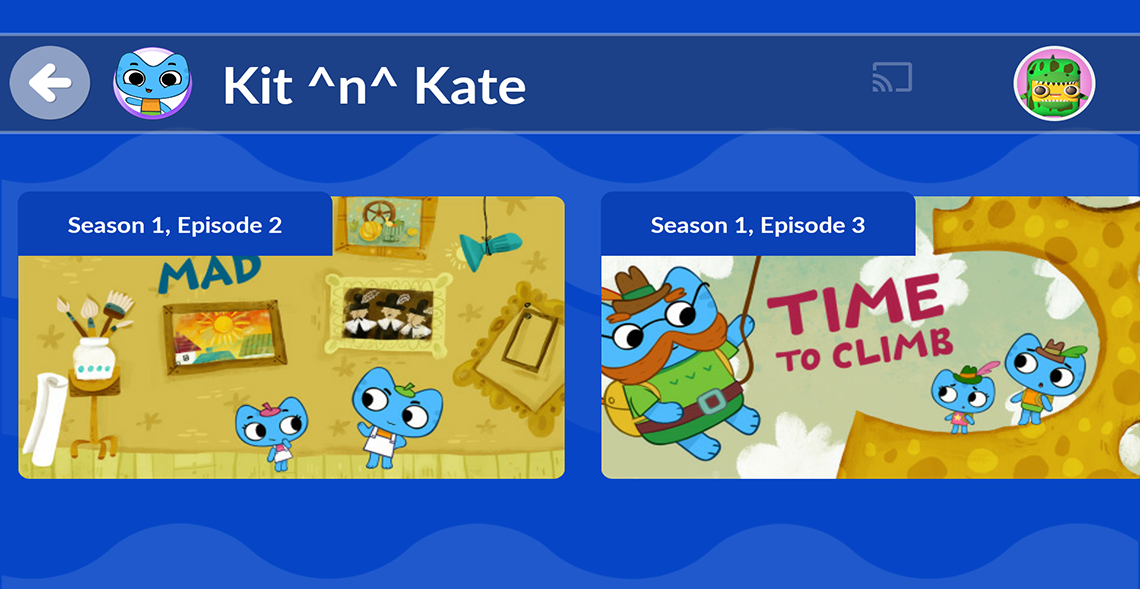 Kit ^n^ Kate
Season 1, Episode 2
MAD
Season 1, Episode 3
TIME
TO CLIMB